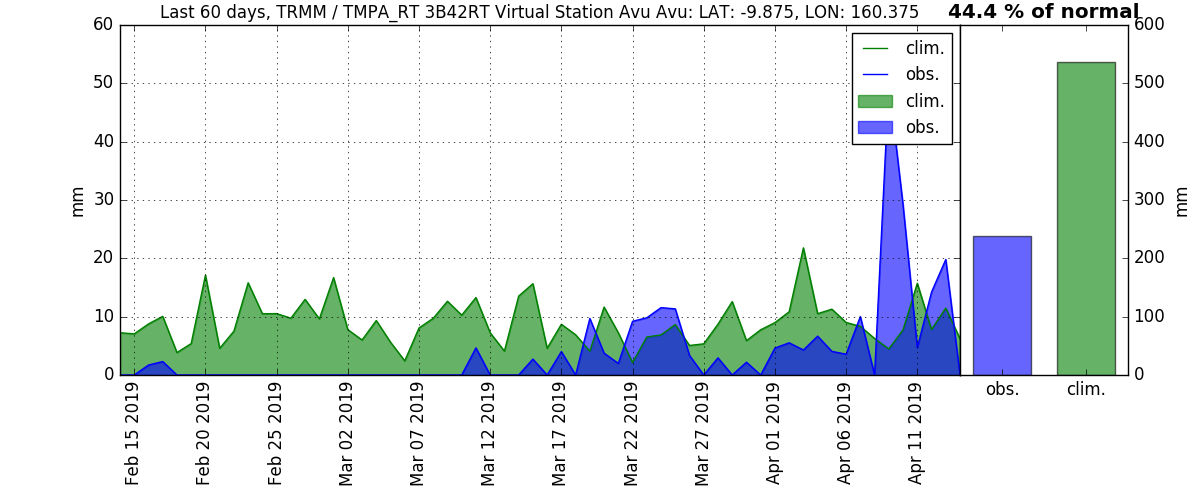 Last 60 days, TRMM / TMPA_RT 3B42RT Virtual Station Avu Avu: LAT: -9.875, LON: 160.375
44.4 % of normal
60
50
40
30
20
10
0
mm
clim.
obs.
clim.
obs.
600
500
400
300
200
100
0
mm
Feb 15 2019
Feb 20 2019
Feb 25 2019
Mar 02 2019
Mar 07 2019
Mar 12 2019
Mar 17 2019
Mar 22 2019
Mar 27 2019
Apr 01 2019
Apr 06 2019
Apr 11 2019
obs.
clim.